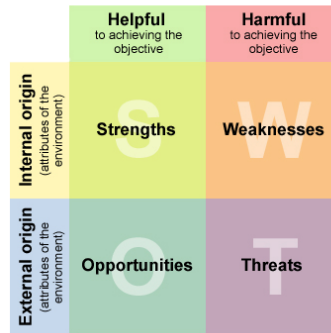 Helpful
to achieving the
objective
Harmful
to achieving the
objective
Internal origin
(attributes of the
environment)
S
Strengths
W
Weaknesses
External origin
(attributes of the
environment)
O
Opportunities
T
Threats